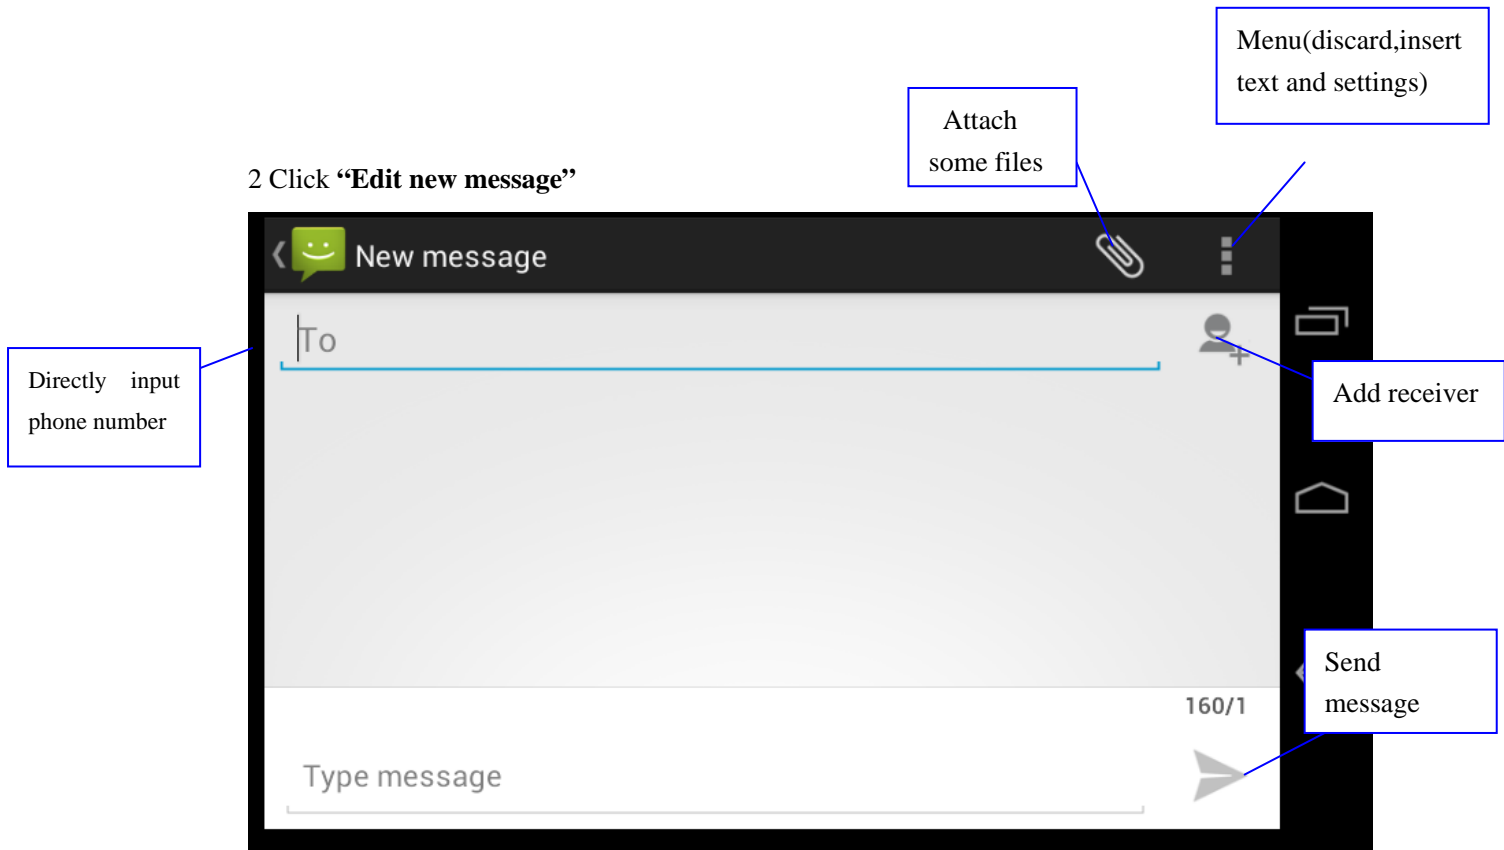 Menu(discard,insert
text and settings)
Attach
some files
2 Click “Edit new message”
New message
To
Directly input
phone number
Add receiver
Send
message
160/1
Type message